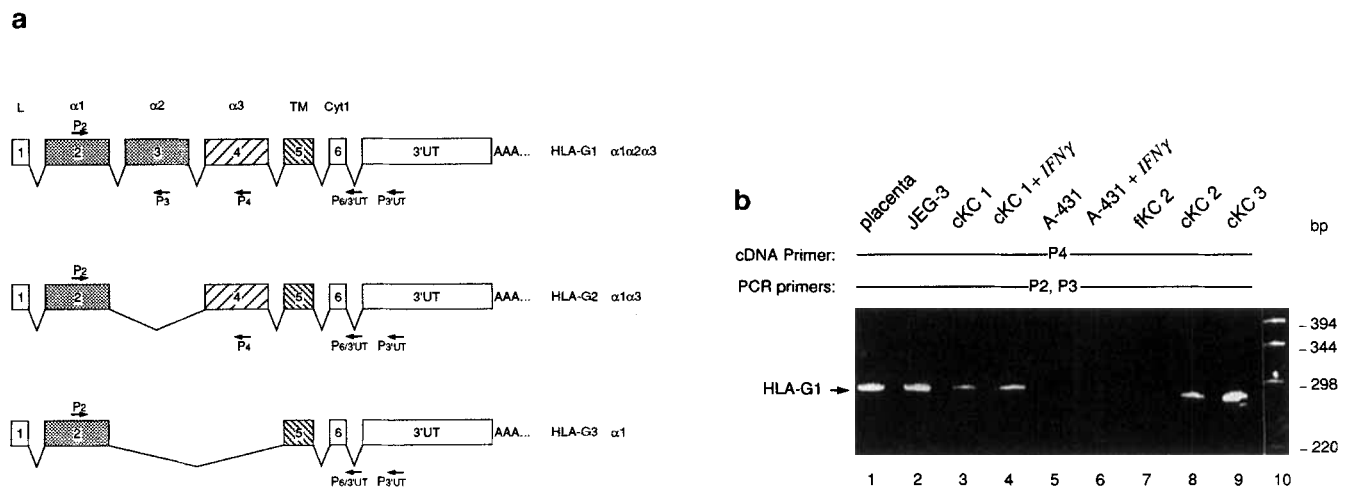 a
L α1 α2 α3 TM Cyt1
P2
1 2 3 4 5 6 3'UT AAA... HLA-G1 α1α2α3
P3 P4 P6/3'UT P3'UT
P2
1 2 4 5 6 3'UT AAA... HLA-G2 α1α3
P4 P6/3'UT P3'UT
P2
1 2 5 6 3'UT AAA... HLA-G3 α1
P6/3'UT P3'UT
b
placenta JEG-3 cKC 1 cKC 1 + IFNγ A-431 A-431 + IFNγ fKC 2 cKC 2 cKC 3 bp
cDNA Primer: P4
PCR primers: P2, P3
- 394
- 344
HLA-G1 - 298
- 220
1 2 3 4 5 6 7 8 9 10